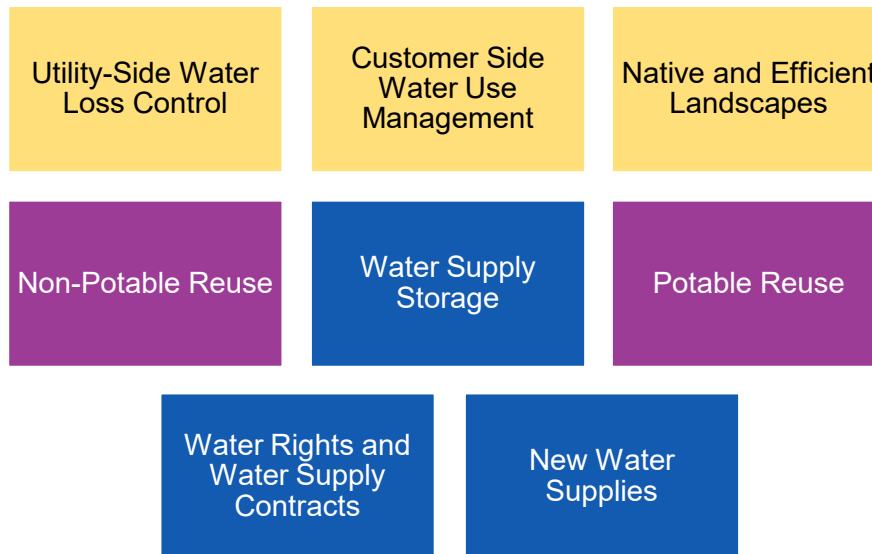 Utility-Side Water
Loss Control
Customer Side
Water Use
Management
Native and Efficient
Landscapes
Non-Potable Reuse
Water Supply
Storage
Potable Reuse
Water Rights and
Water Supply
Contracts
New Water
Supplies